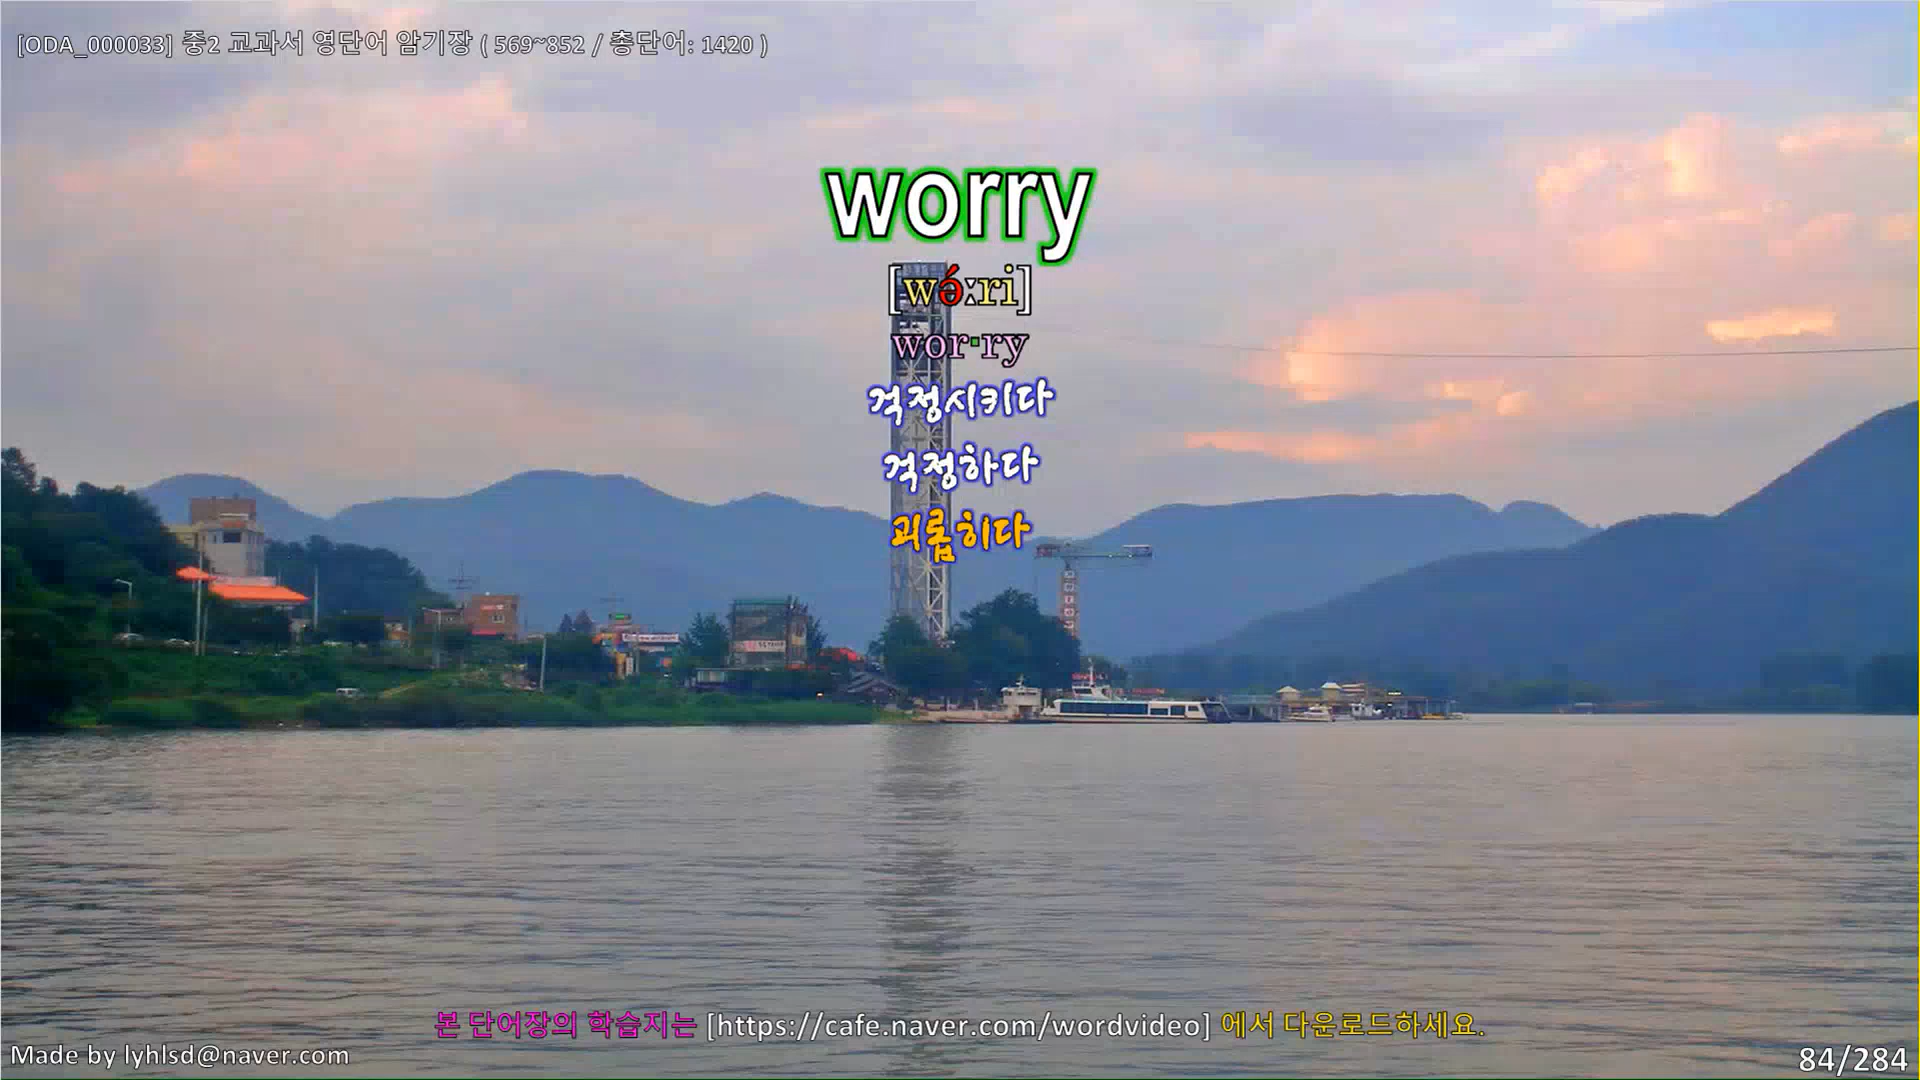 [ODA_000033] 중2 교과서 영단어 암기장 ( 569~852 / 총단어: 1420 )
worry
[wə́ːri]
wor·ry
걱정시키다
걱정하다
괴롭히다
본 단어장의 학습지는 [https://cafe.naver.com/wordvideo] 에서 다운로드하세요.
Made by lyhlsd@naver.com
84/284